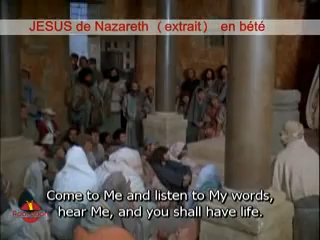 JESUS de Nazareth (extrait) en bété
Come to Me and listen to My words,
hear Me, and you shall have life.